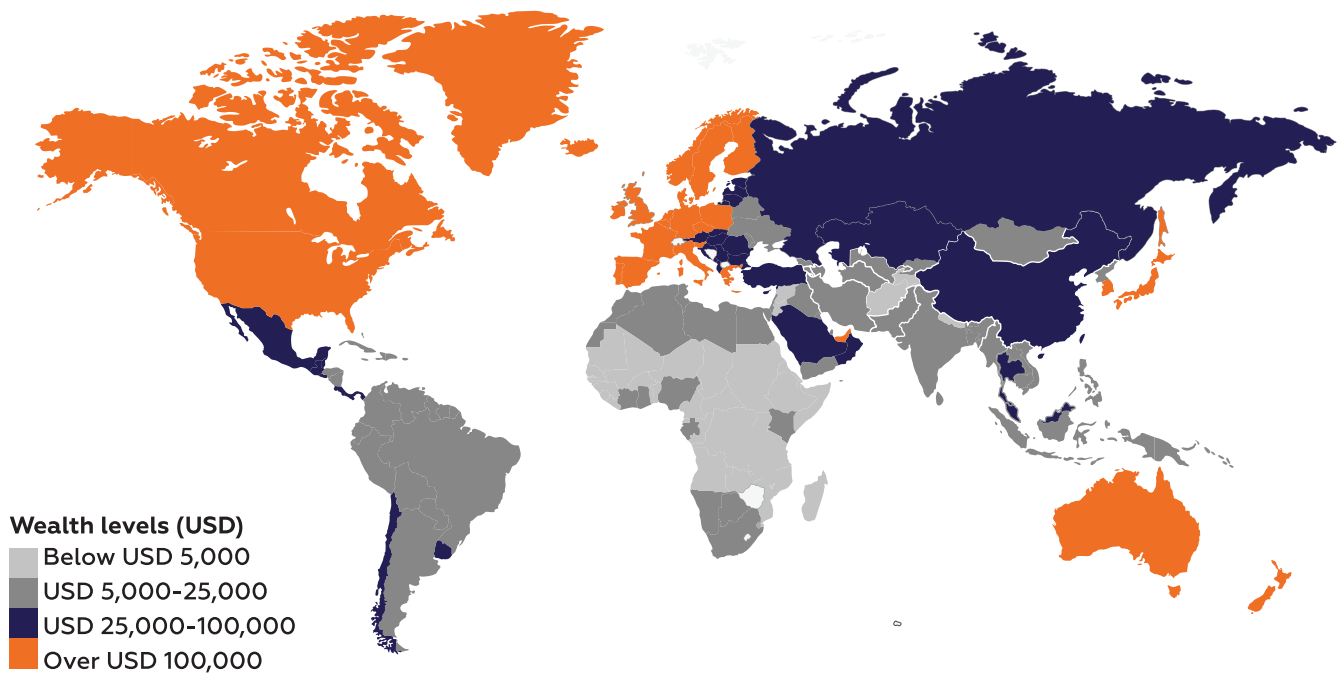 Wealth levels (USD)
Below USD 5,000
USD 5,000-25,000
USD 25,000-100,000
Over USD 100,000